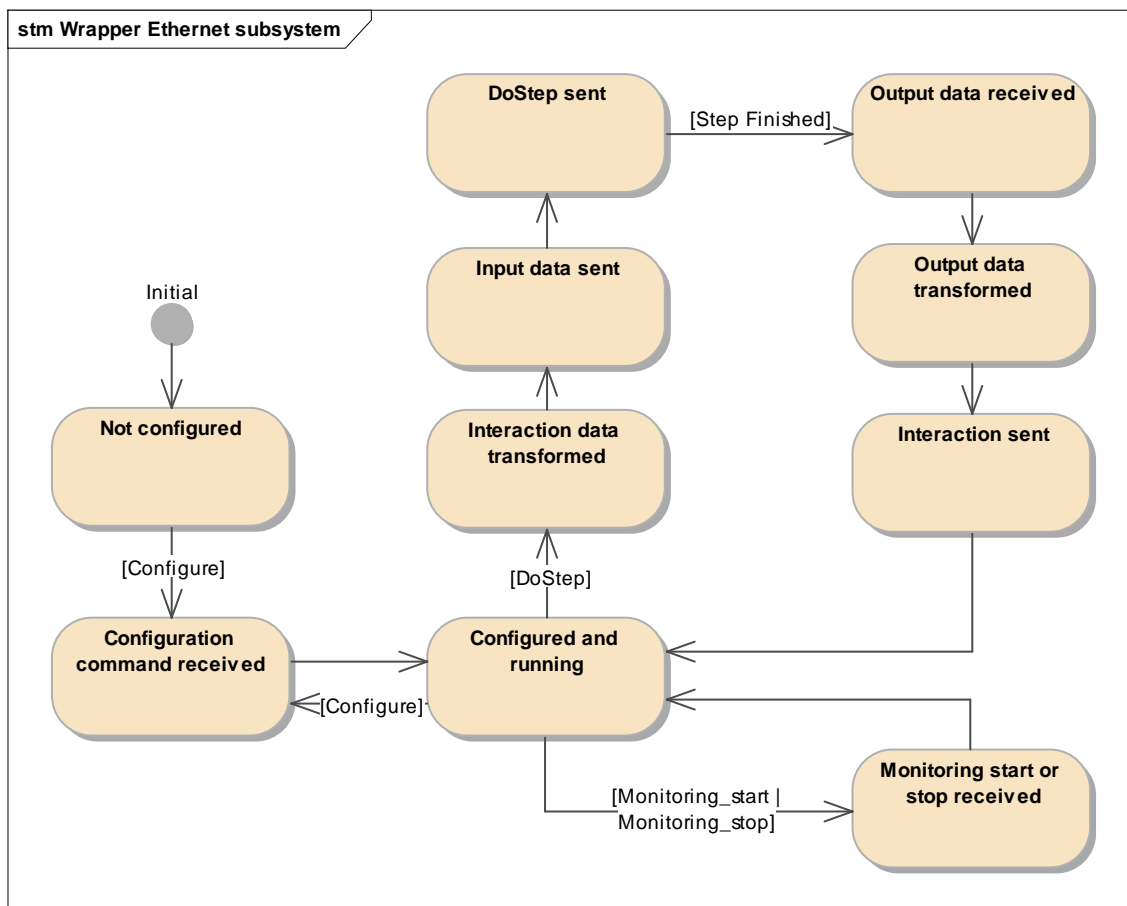 stm Wrapper Ethernet subsystem
DoStep sent
Output data received
[Step Finished]
Input data sent
Output data
transformed
Initial
Not configured
Interaction data
transformed
Interaction sent
[Configure]
[DoStep]
Configuration
command received
Configured and
running
[Configure]
Monitoring start or
stop received
[Monitoring_start |
Monitoring_stop]